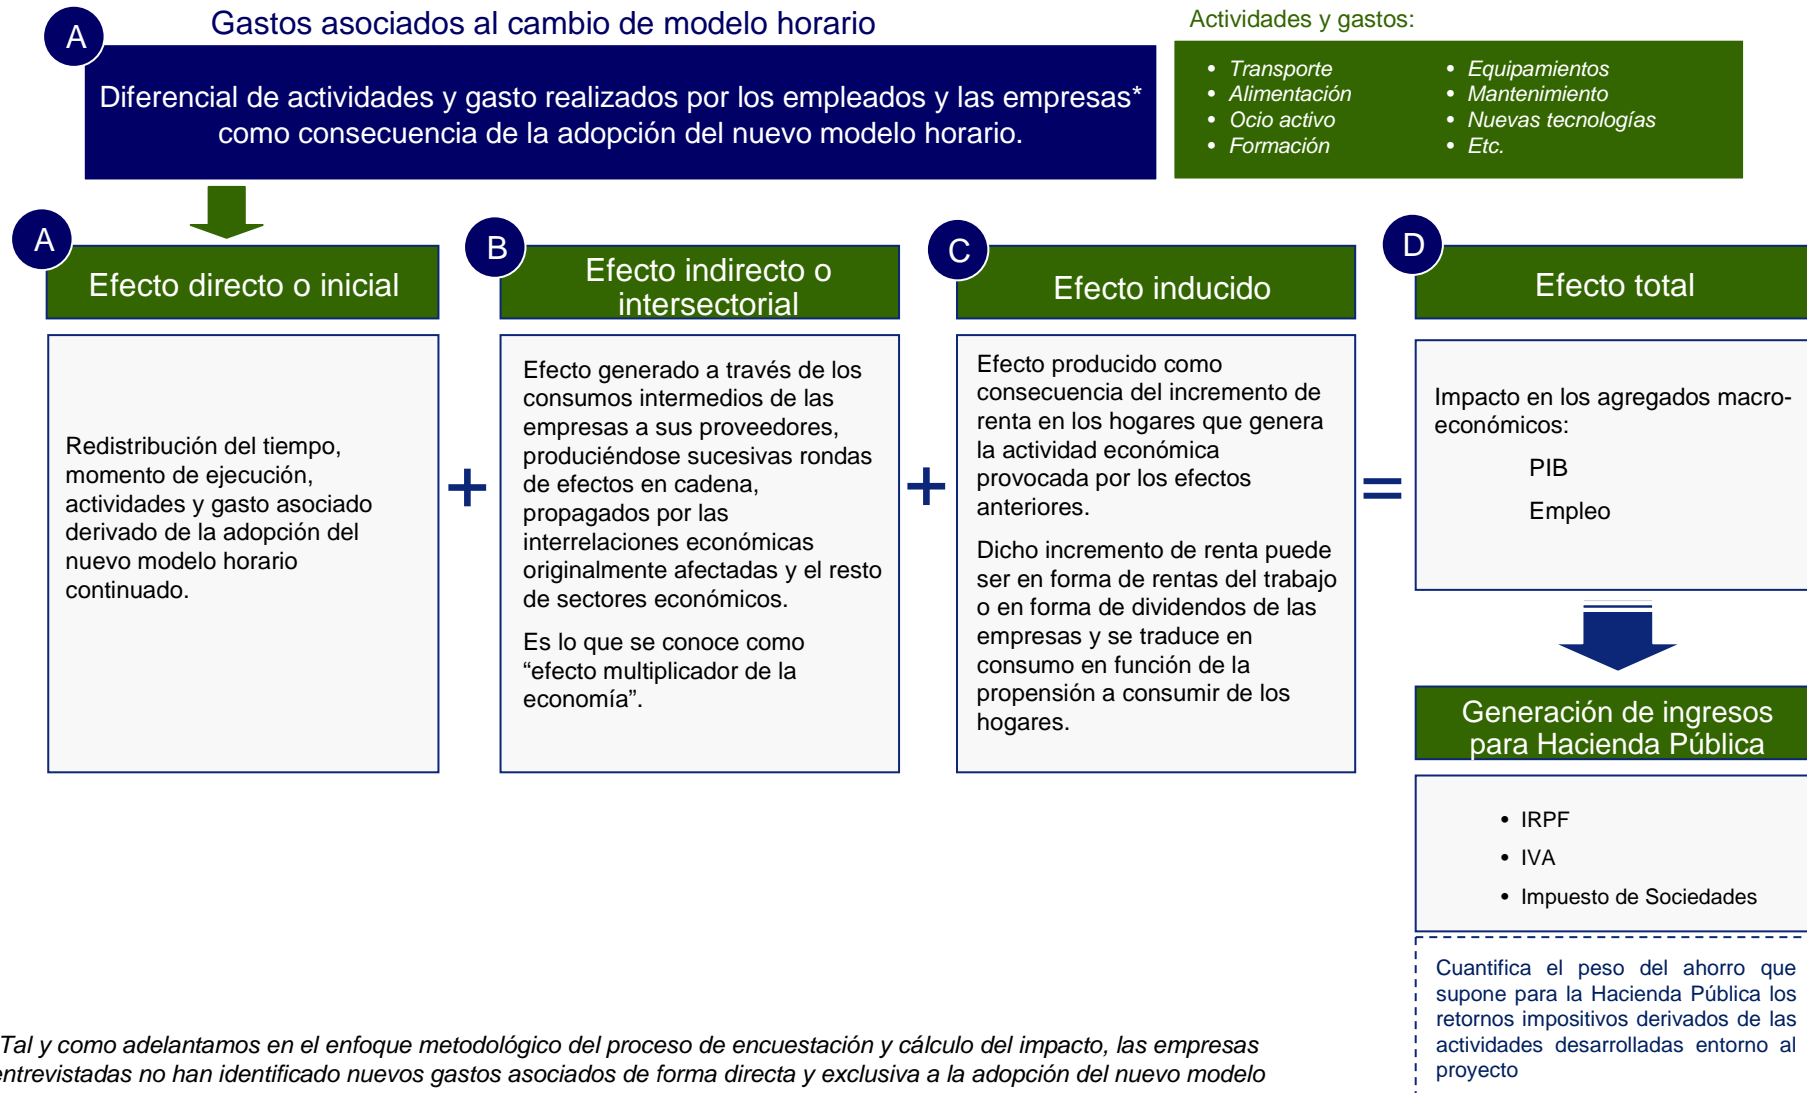 A
Gastos asociados al cambio de modelo horario
Diferencial de actividades y gasto realizados por los empleados y las empresas*
como consecuencia de la adopción del nuevo modelo horario.
Actividades y gastos:
• Transporte
• Alimentación
• Ocio activo
• Formación
• Equipamientos
• Mantenimiento
• Nuevas tecnologías
• Etc.
A
Efecto directo o inicial
Redistribución del tiempo,
momento de ejecución,
actividades y gasto asociado
derivado de la adopción del
nuevo modelo horario
continuado.
+
B
Efecto indirecto o
intersectorial
Efecto generado a través de los
consumos intermedios de las
empresas a sus proveedores,
produciéndose sucesivas rondas
de efectos en cadena,
propagados por las
interrelaciones económicas
originalmente afectadas y el resto
de sectores económicos.
Es lo que se conoce como
“efecto multiplicador de la
economía”.
+
C
Efecto inducido
Efecto producido como
consecuencia del incremento de
renta en los hogares que genera
la actividad económica
provocada por los efectos
anteriores.
Dicho incremento de renta puede
ser en forma de rentas del trabajo
o en forma de dividendos de las
empresas y se traduce en
consumo en función de la
propensión a consumir de los
hogares.
=
D
Efecto total
Impacto en los agregados macro-
económicos:
PIB
Empleo
Generación de ingresos
para Hacienda Pública
• IRPF
• IVA
• Impuesto de Sociedades
Cuantifica el peso del ahorro que
supone para la Hacienda Pública los
retornos impositivos derivados de las
actividades desarrolladas entorno al
proyecto
Tal y como adelantamos en el enfoque metodológico del proceso de encuestación y cálculo del impacto, las empresas
entrevistadas no han identificado nuevos gastos asociados de forma directa y exclusiva a la adopción del nuevo modelo